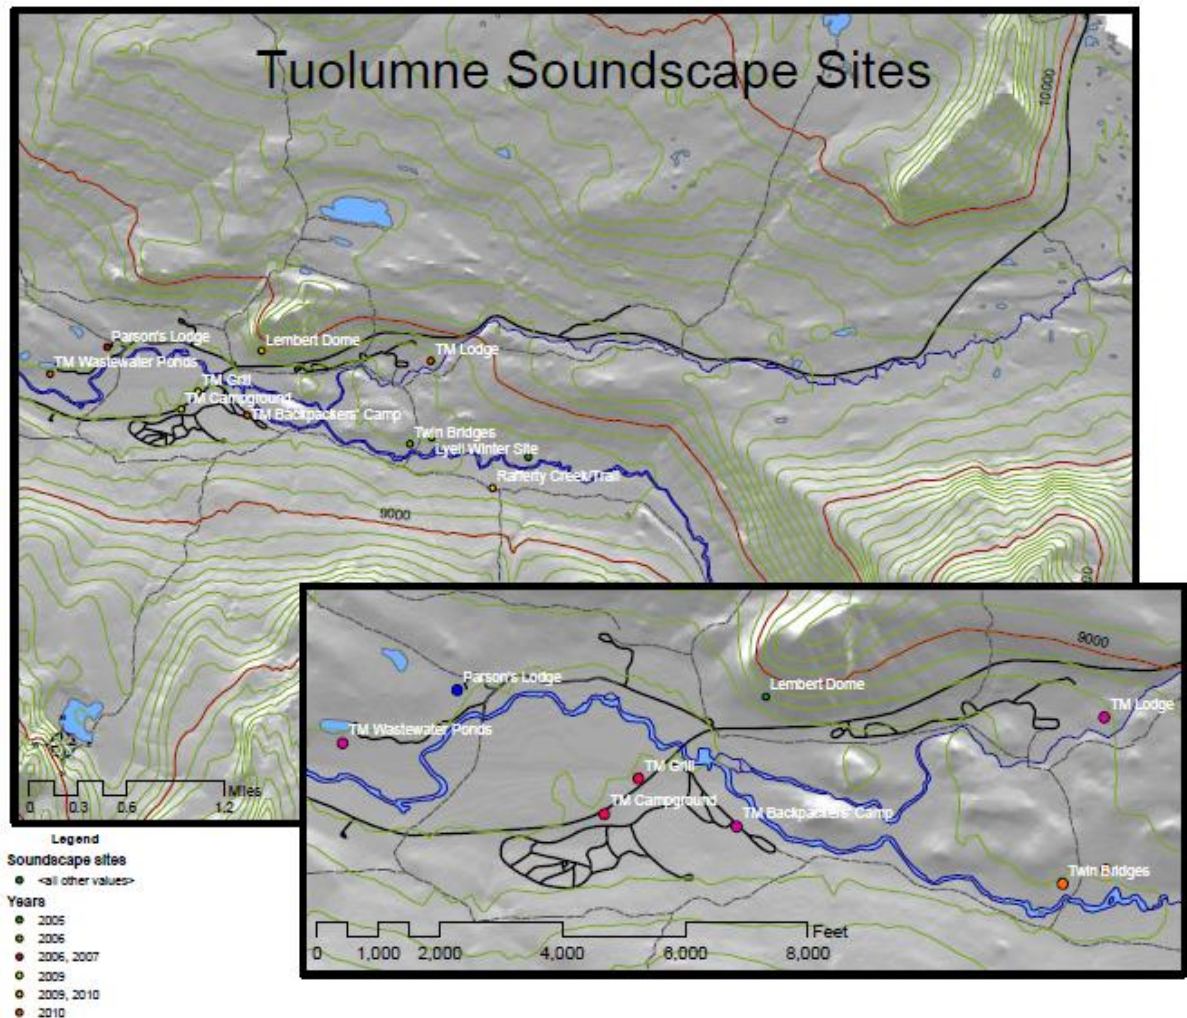 Tuolumne Soundscape Sites
10000
Parson's Lodge
Lembert Dome
TM Lodge
TM Wastewater Ponds
TM Grill
TM Campground
TM Backpackers' Camp
Twin Bridges
Lyell Winter Site
Rafferty Creek/Trail
9000
Miles
0 0.3 0.6 1.2
9000
Parson's Lodge
Lembert Dome
TM Lodge
TM Wastewater Ponds
TM Grill
TM Campground
TM Backpackers' Camp
Twin Bridges
Feet
0 1,000 2,000 4,000 6,000 8,000
Legend
Soundscape sites
<all other values>
Years
2005
2006
2006, 2007
2009
2009, 2010
2010